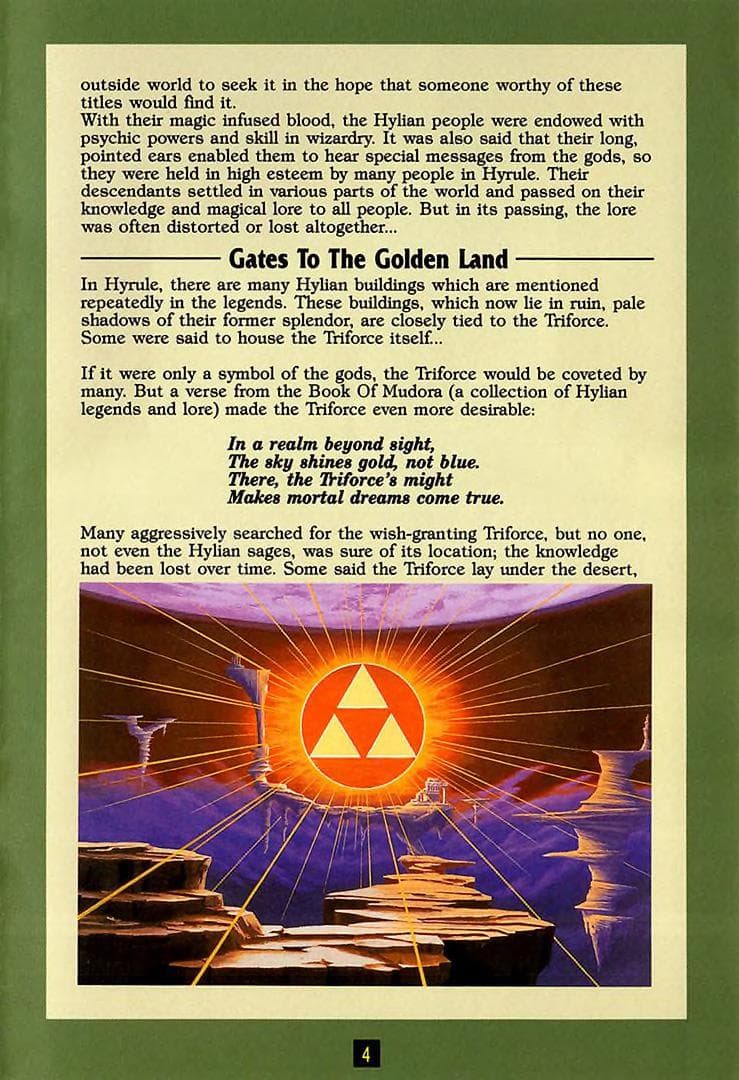 outside world to seek it in the hope that someone worthy of these
titles would find it.
With their magic infused blood, the Hylian people were endowed with
psychic powers and skill in wizardry. It was also said that their long,
pointed ears enabled them to hear special messages from the gods, so
they were held in high esteem by many people in Hyrule. Their
descendants settled in various parts of the world and passed on their
knowledge and magical lore to all people. But in its passing, the lore
was often distorted or lost altogether...
Gates To The Golden Land
In Hyrule, there are many Hylian buildings which are mentioned
repeatedly in the legends. These buildings, which now lie in ruin, pale
shadows of their former splendor, are closely tied to the Triforce.
Some were said to house the Triforce itself...
If it were only a symbol of the gods, the Triforce would be coveted by
many. But a verse from the Book Of Mudora (a collection of Hylian
legends and lore) made the Triforce even more desirable:
In a realm beyond sight,
The sky shines gold, not blue.
There, the Triforce's might
Makes mortal dreams come true.
Many aggressively searched for the wish-granting Triforce, but no one,
not even the Hylian sages, was sure of its location; the knowledge
had been lost over time. Some said the Triforce lay under the desert,
4